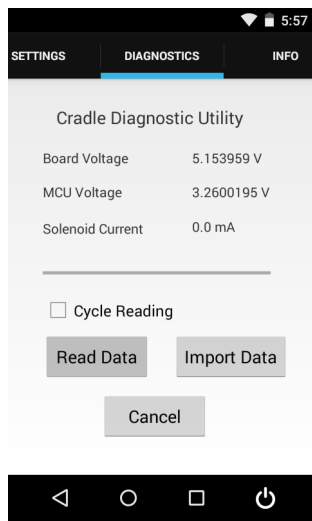 5:57
SETTINGS DIAGNOSTICS INFO
Cradle Diagnostic Utility
Board Voltage 5.153959 V
MCU Voltage 3.2600195 V
Solenoid Current 0.0 mA
Cycle Reading
Read Data Import Data
Cancel